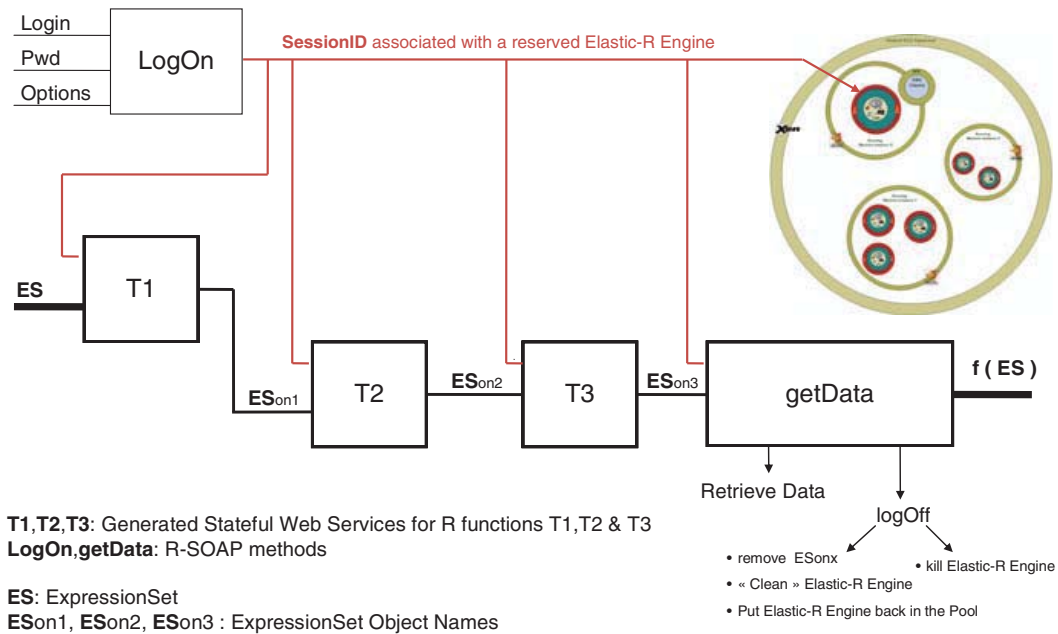 Login
Pwd
Options
LogOn
SessionID associated with a reserved Elastic-R Engine
ES
T1
ESon1
T2
ESon2
T3
ESon3
getData
f ( ES )
Retrieve Data
logOff
• remove ESonx
• « Clean » Elastic-R Engine
• Put Elastic-R Engine back in the Pool
• kill Elastic-R Engine
T1,T2,T3: Generated Stateful Web Services for R functions T1,T2 & T3
LogOn,getData: R-SOAP methods
ES: ExpressionSet
ESon1, ESon2, ESon3 : ExpressionSet Object Names